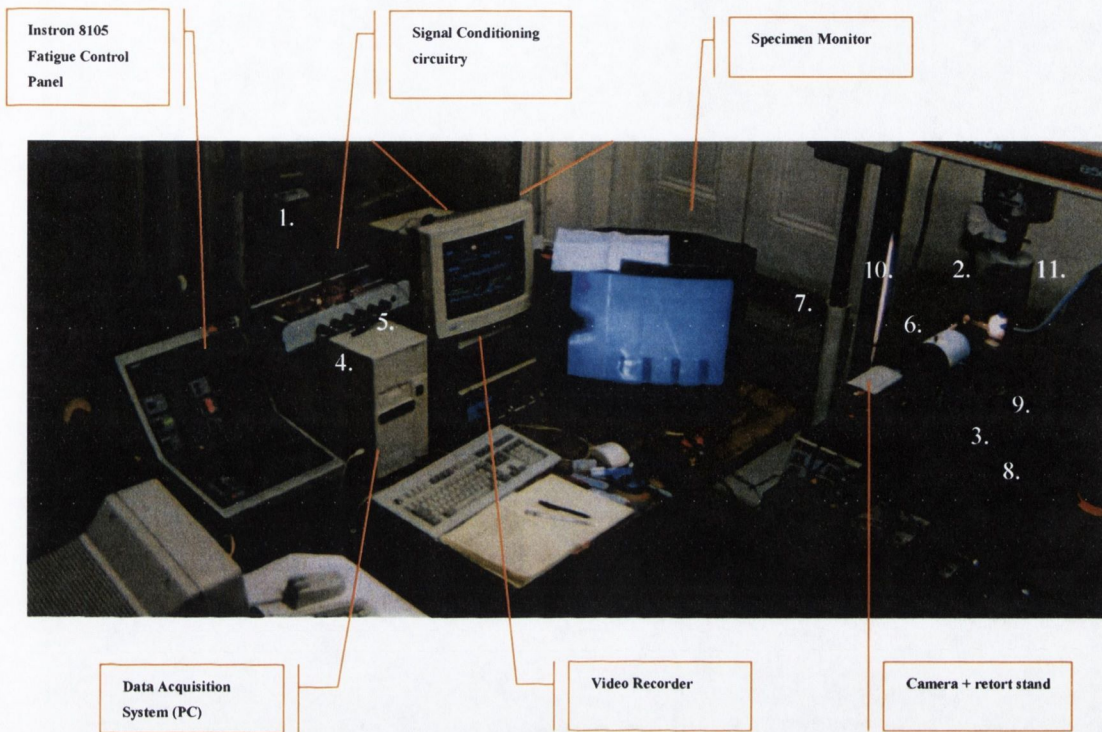 Instron 8105
Fatigue Control
Panel
Signal Conditioning
circuitry
Specimen Monitor
1.
10.
2.
11.
7.
5.
6.
4.
9.
3.
8.
Data Acquisition
System (PC)
Video Recorder
Camera + retort stand